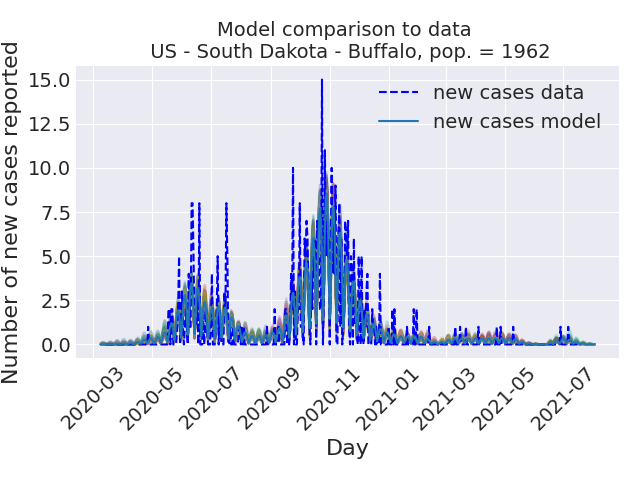 Model comparison to data
US - South Dakota - Buffalo, pop. = 1962
Number of new cases reported
15.0
12.5
10.0
7.5
5.0
2.5
0.0
new cases data
new cases model
2020-03
2020-05
2020-07
2020-09
2020-11
2021-01
2021-03
2021-05
2021-07
Day